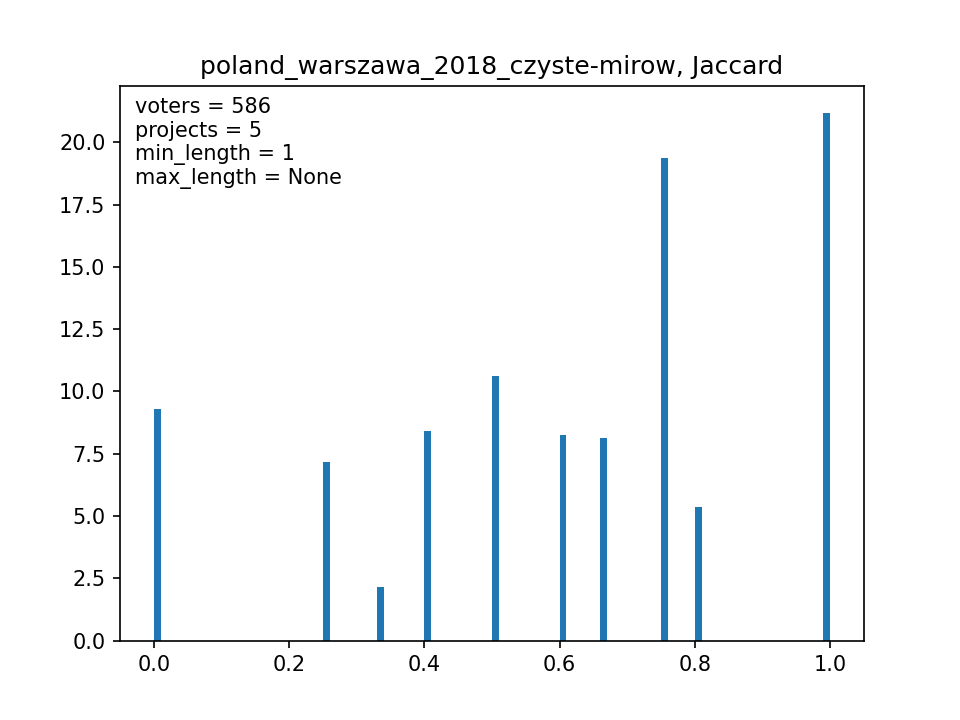 poland_warszawa_2018_czyste-mirow, Jaccard
voters = 586
projects = 5
min_length = 1
max_length = None
20.0
17.5
15.0
12.5
10.0
7.5
5.0
2.5
0.0
0.0 0.2 0.4 0.6 0.8 1.0